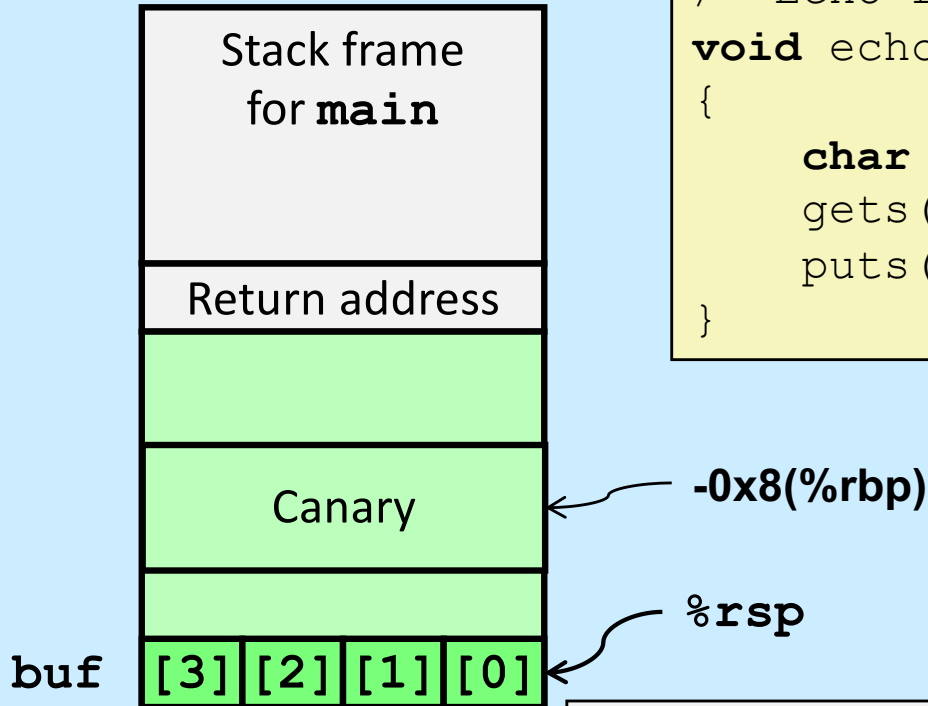 Stack frame
for main
Return address
Canary
buf [3] [2] [1] [0]
void echo
{
char
gets(
puts(
}
-0x8(%rbp)
%rsp